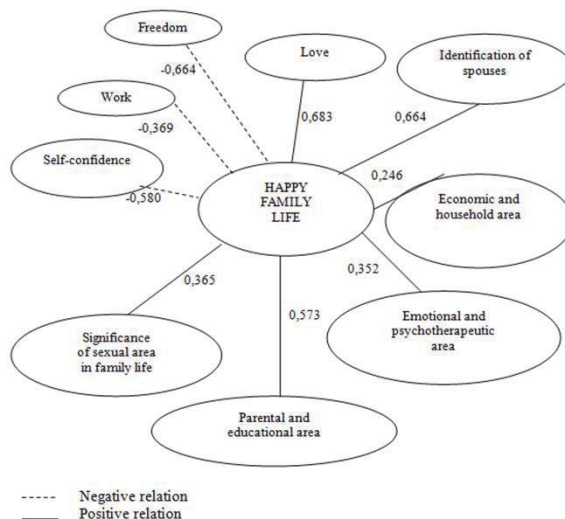 Freedom
-0,664
Love
Identification of
spouses
Work
-0,369
0,683
0,664
Self-confidence
-0,580
HAPPY
FAMILY
LIFE
0,246
Economic and
household area
0,365
0,352
0,573
Emotional and
psychotherapeutic
area
Significance
of sexual area
in family life
Parental and
educational area
Negative relation
Positive relation